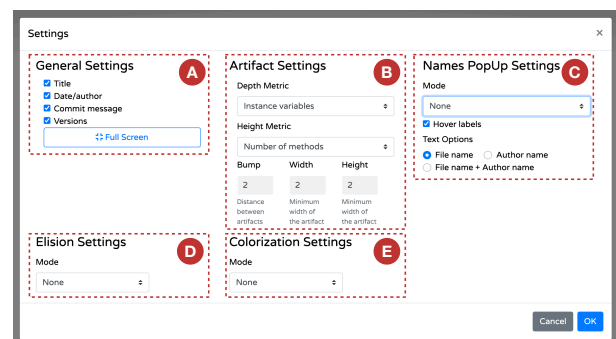 Settings
×
General Settings
A
Title
Date/author
Commit message
Versions
Full Screen
Artifact Settings
B
Depth Metric
Instance variables
Height Metric
Number of methods
Bump Width Height
2 2 2
Distance Minimum Minimum
between width of width of
artifacts the artifact the artifact
Names PopUp Settings
C
Mode
None
Hover labels
Text Options
File name Author name
File name + Author name
Elision Settings
D
Mode
None
Colorization Settings
E
Mode
None
Cancel OK